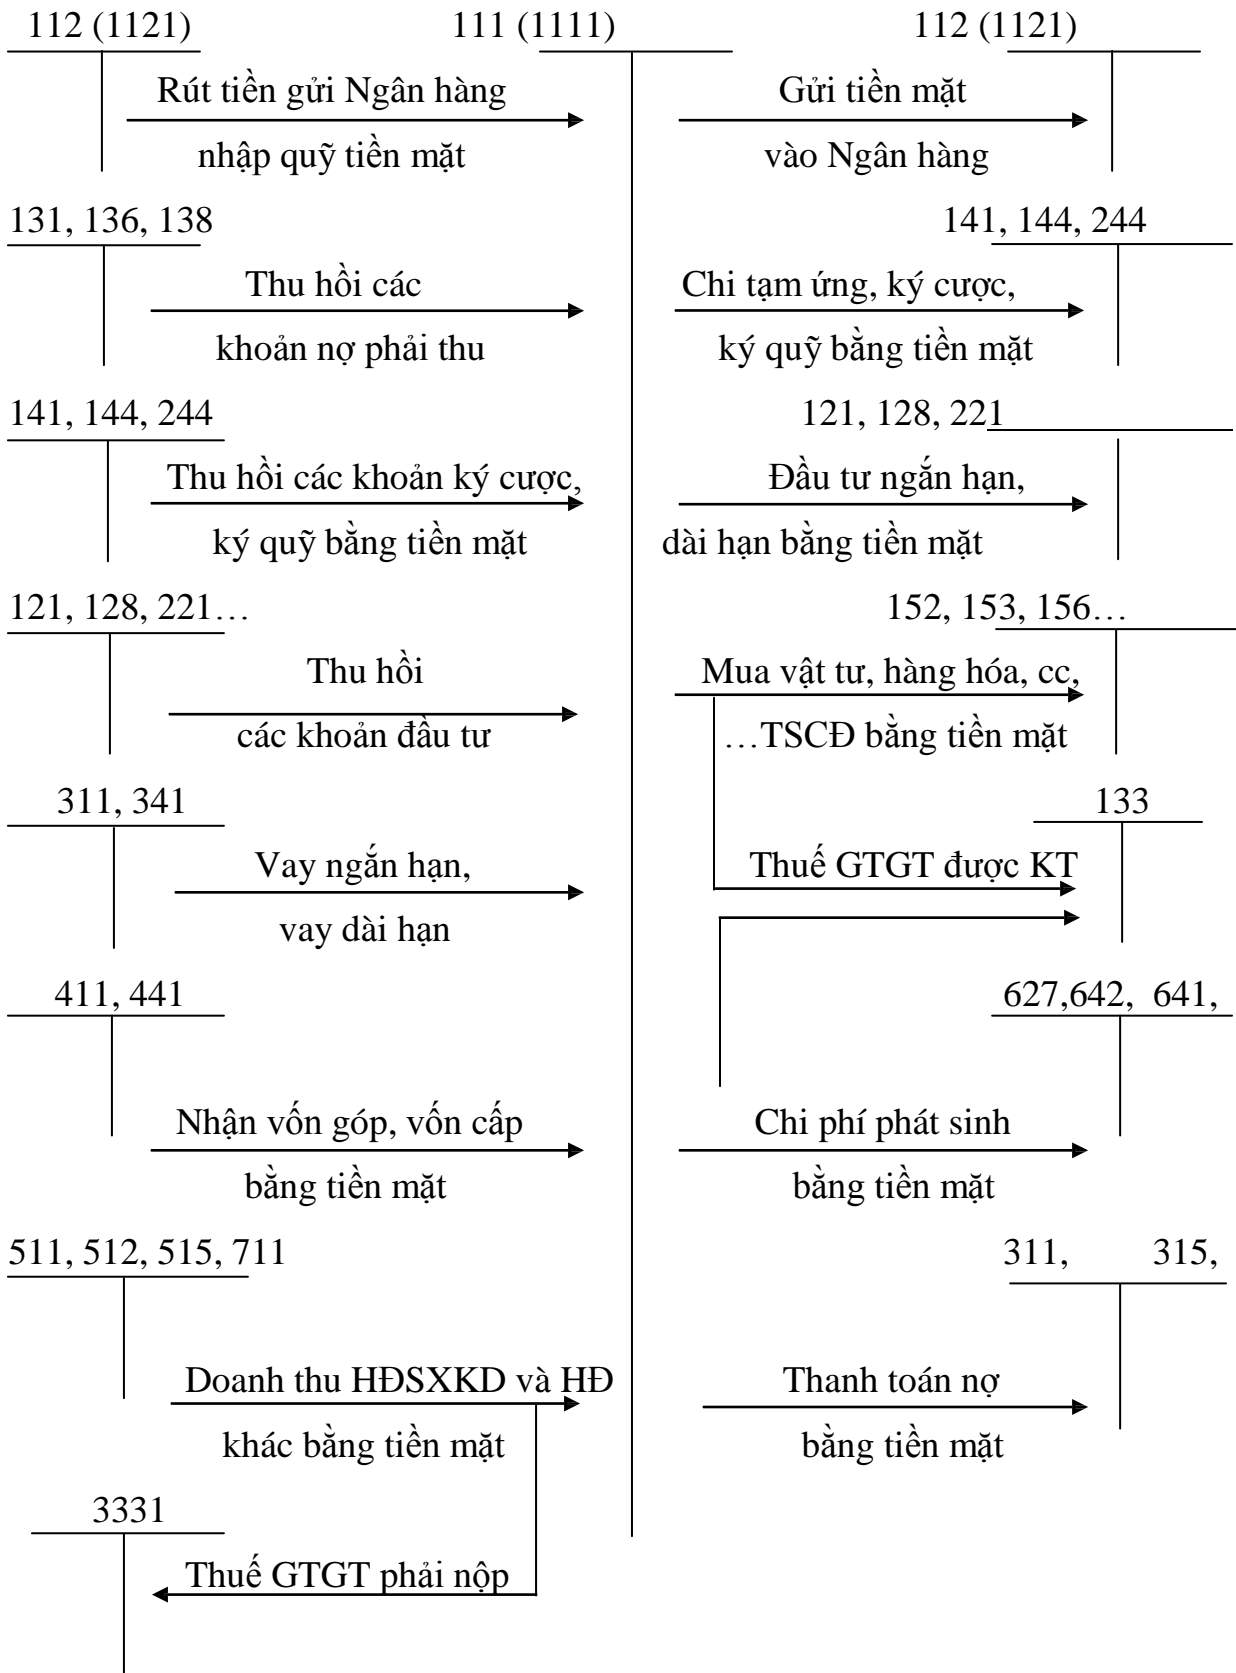 112 (1121)
111 (1111)
112 (1121)
Rút tiền gửi Ngân hàng
nhập quỹ tiền mặt
Gửi tiền mặt
vào Ngân hàng
131, 136, 138
141, 144, 244
Thu hồi các
khoản nợ phải thu
Chi tạm ứng, ký cược,
ký quỹ bằng tiền mặt
141, 144, 244
121, 128, 221
Thu hồi các khoản ký cược,
ký quỹ bằng tiền mặt
Đầu tư ngắn hạn,
dài hạn bằng tiền mặt
121, 128, 221…
152, 153, 156…
Thu hồi
các khoản đầu tư
Mua vật tư, hàng hóa, cc,
…TSCĐ bằng tiền mặt
311, 341
133
Vay ngắn hạn,
vay dài hạn
Thuế GTGT được KT
411, 441
627,642, 641,
Nhận vốn góp, vốn cấp
bằng tiền mặt
Chi phí phát sinh
bằng tiền mặt
511, 512, 515, 711
311, 315,
Doanh thu HĐSXKD và HĐ
khác bằng tiền mặt
Thanh toán nợ
bằng tiền mặt
3331
Thuế GTGT phải nộp